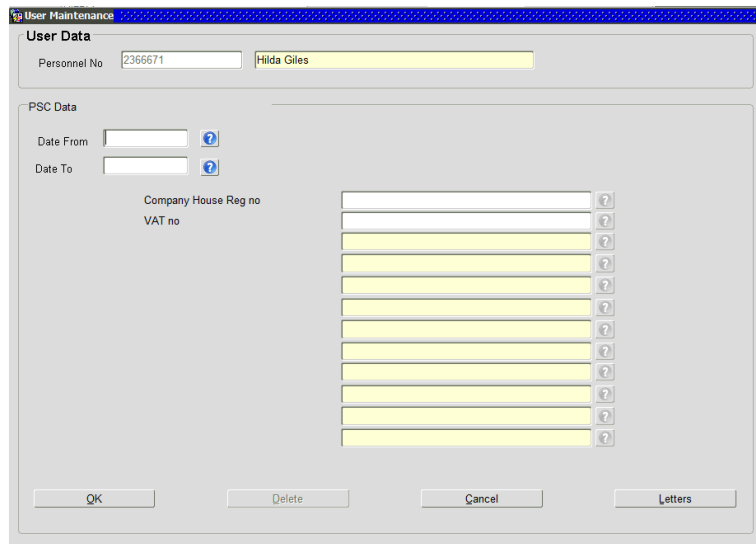 User Maintenance
User Data
Personnel No 2366671 Hilda Giles
PSC Data
Date From ?
Date To ?
Company House Reg no ?
VAT no ?
?
?
?
?
?
?
?
?
?
?
OK Delete Cancel Letters